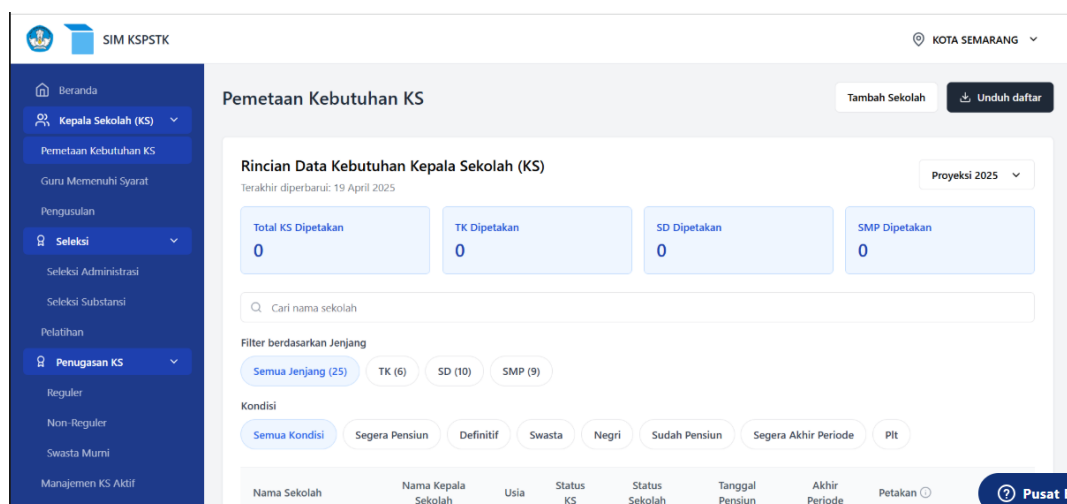 SIM KSPSTK
KOTA SEMARANG
Beranda
Kepala Sekolah (KS)
Pemetaan Kebutuhan KS
Guru Memenuhi Syarat
Pengusulan
Seleksi
Seleksi Administrasi
Seleksi Substansi
Pelatihan
Penugasan KS
Reguler
Non-Reguler
Swasta Murni
Manajemen KS Aktif
Pemetaan Kebutuhan KS
Tambah Sekolah
Unduh daftar
Rincian Data Kebutuhan Kepala Sekolah (KS)
Terakhir diperbarui: 19 April 2025
Proyeksi 2025
Total KS Dipetakan
0
TK Dipetakan
0
SD Dipetakan
0
SMP Dipetakan
0
Cari nama sekolah
Filter berdasarkan Jenjang
Semua Jenjang (25)
TK (6)
SD (10)
SMP (9)
Kondisi
Semua Kondisi
Segera Pensiun
Definitif
Swasta
Negri
Sudah Pensiun
Segera Akhir Periode
Plt
Nama Sekolah
Nama Kepala
Sekolah
Usia
Status
KS
Status
Sekolah
Tanggal
Pensiun
Akhir
Periode
Petakan
Pusat